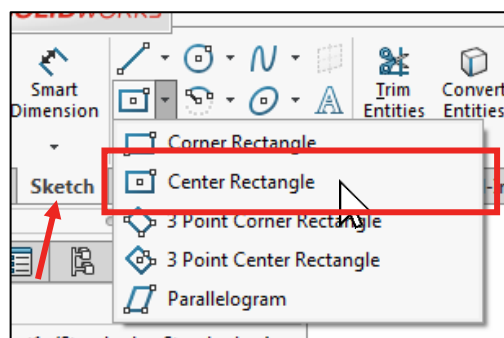 SOLIDWORKS
Smart
Dimension
Trim
Entities
Convert
Entities
Corner Rectangle
Sketch
Center Rectangle
3 Point Corner Rectangle
3 Point Center Rectangle
Parallelogram